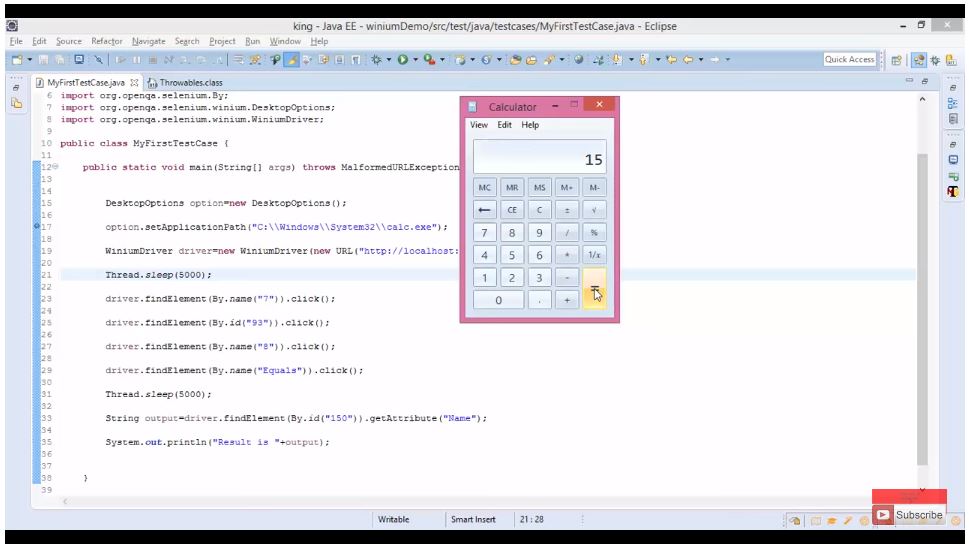 king - Java EE - winiumDemo/src/test/java/testcases/MyFirstTestCase.java - Eclipse
File Edit Source Refactor Navigate Search Project Run Window Help
Quick Access
MyFirstTestCase.java Throwables.class
6 import org.openqa.selenium.By;
7 import org.openqa.selenium.winium.DesktopOptions;
8 import org.openqa.selenium.winium.WiniumDriver;
9
10 public class MyFirstTestCase {
11
12 public static void main(String[] args) throws MalformedURLException
13
14
15 DesktopOptions option=new DesktopOptions();
16
17 option.setApplicationPath("C:\\Windows\\System32\\calc.exe");
18
19 WiniumDriver driver=new WiniumDriver(new URL("http://localhost:
20
21 Thread.sleep(5000);
22
23 driver.findElement(By.name("7")).click();
24
25 driver.findElement(By.id("93")).click();
26
27 driver.findElement(By.name("8")).click();
28
29 driver.findElement(By.name("Equals")).click();
30
31 Thread.sleep(5000);
32
33 String output=driver.findElement(By.id("150")).getAttribute("Name");
34
35 System.out.println("Result is "+output);
36
37
38 }
39
Calculator
View Edit Help
15
MC MR MS M+ M-
← CE C ± √
7 8 9 / %
4 5 6 * 1/x
1 2 3 - =
0 . +
Writable Smart Insert 21 : 28
Subscribe